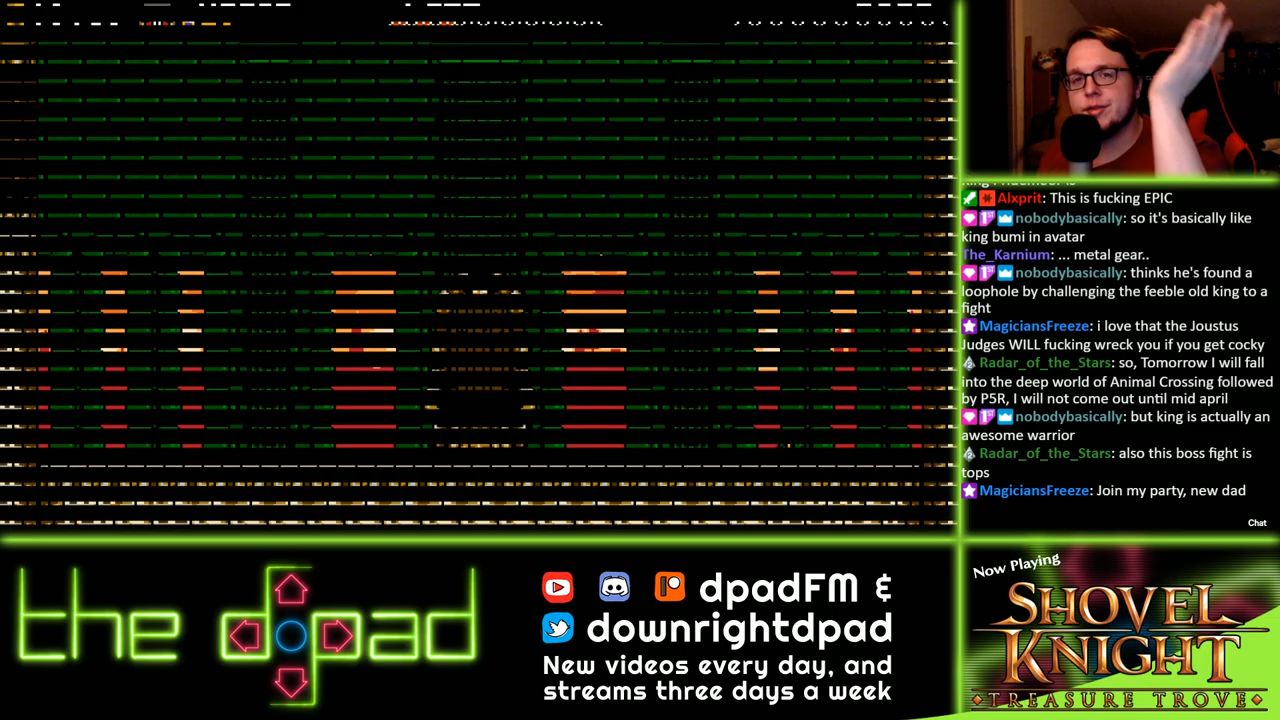 Alxprit: This is fucking EPIC
nobodybasically: so it's basically like
king bumi in avatar
The_Karnium: ... metal gear..
nobodybasically: thinks he's found a
loophole by challenging the feeble old king to a
fight
MagiciansFreeze: i love that the Joustus
Judges WILL fucking wreck you if you get cocky
Radar_of_the_Stars: so, Tomorrow I will fall
into the deep world of Animal Crossing followed
by P5R, I will not come out until mid april
nobodybasically: but king is actually an
awesome warrior
Radar_of_the_Stars: also this boss fight is
tops
MagiciansFreeze: Join my party, new dad
Chat
the dpad
dpadFM &
downrightdpad
New videos every day, and
streams three days a week
Now Playing
SHOVEL
KNIGHT
TREASURE TROVE